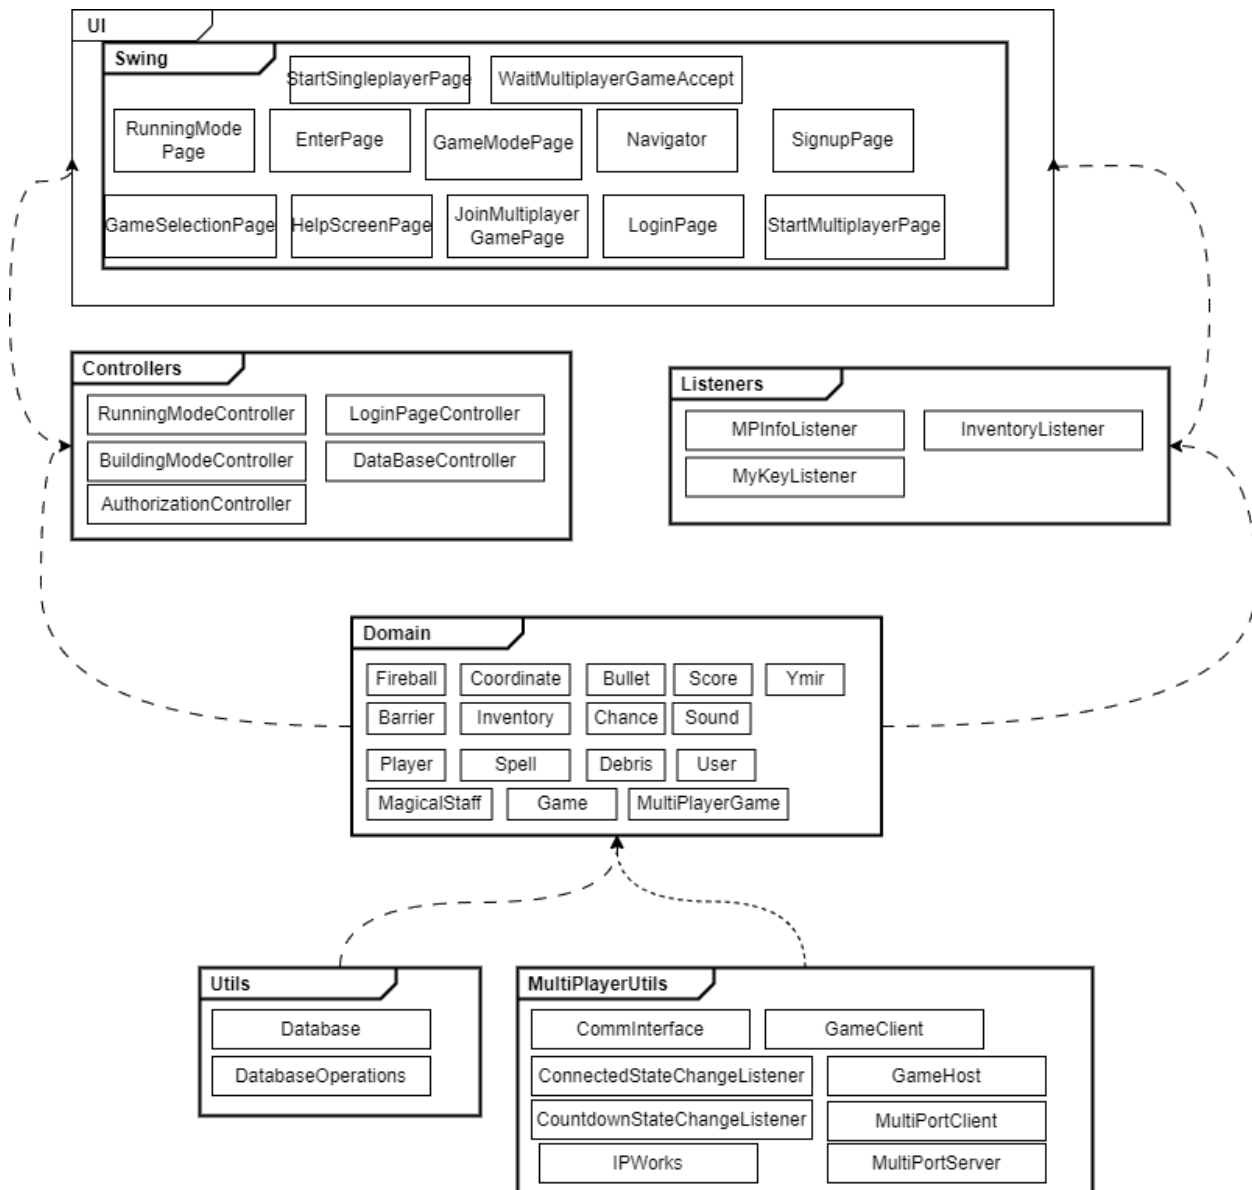 UI
Swing
StartSingleplayerPage
WaitMultiplayerGameAccept
RunningMode
Page
EnterPage
GameModePage
Navigator
SignupPage
GameSelectionPage
HelpScreenPage
JoinMultiplayer
GamePage
LoginPage
StartMultiplayerPage
Controllers
RunningModeController
LoginPageController
BuildingModeController
DataBaseController
AuthorizationController
Listeners
MPInfoListener
InventoryListener
MyKeyListener
Domain
Fireball
Coordinate
Bullet
Score
Ymir
Barrier
Inventory
Chance
Sound
Player
Spell
Debris
User
MagicalStaff
Game
MultiPlayerGame
Utils
Database
DatabaseOperations
MultiPlayerUtils
CommInterface
GameClient
ConnectedStateChangeListener
GameHost
CountdownStateChangeListener
MultiPortClient
IPWorks
MultiPortServer